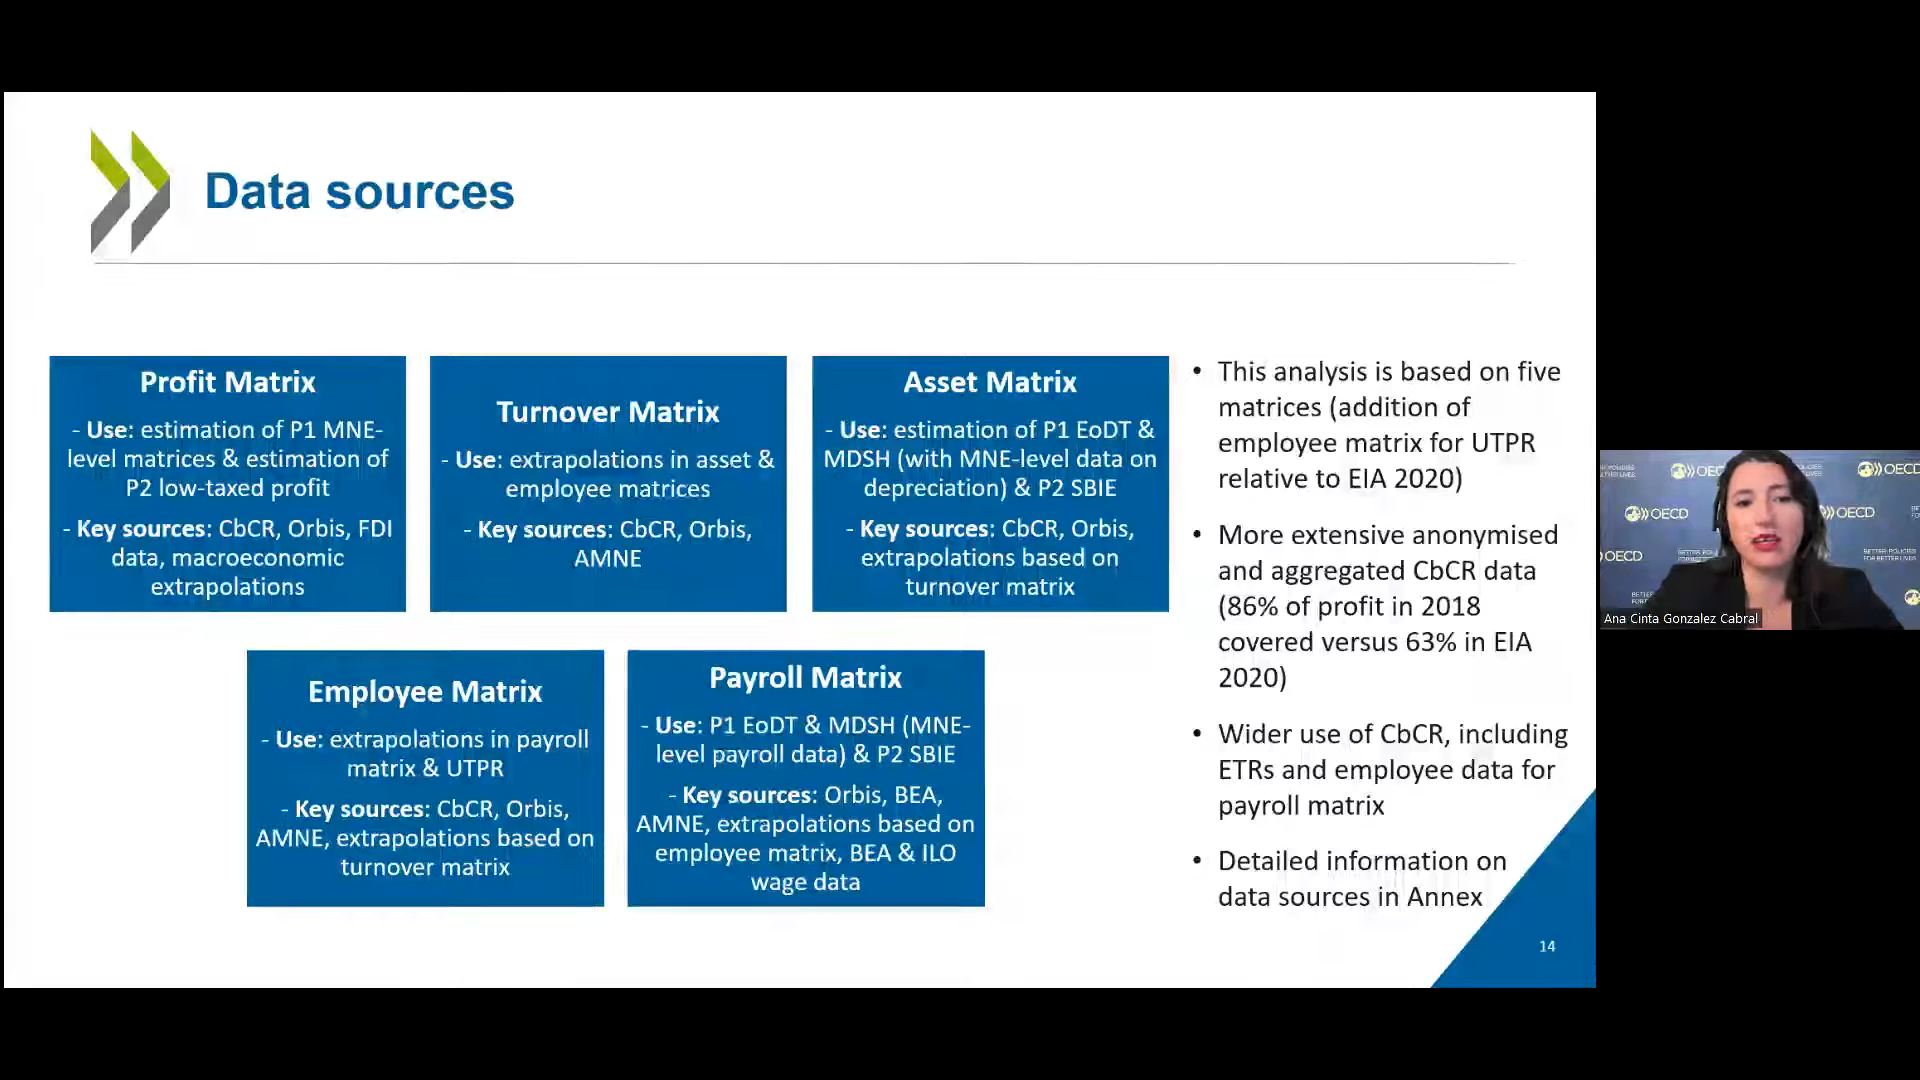 Data sources
Profit Matrix
- Use: estimation of P1 MNE-
level matrices & estimation of
P2 low-taxed profit
- Key sources: CbCR, Orbis, FDI
data, macroeconomic
extrapolations
Turnover Matrix
- Use: extrapolations in asset &
employee matrices
- Key sources: CbCR, Orbis,
AMNE
Asset Matrix
- Use: estimation of P1 EoDT &
MDSH (with MNE-level data on
depreciation) & P2 SBIE
- Key sources: CbCR, Orbis,
extrapolations based on
turnover matrix
Employee Matrix
- Use: extrapolations in payroll
matrix & UTPR
- Key sources: CbCR, Orbis,
AMNE, extrapolations based on
turnover matrix
Payroll Matrix
- Use: P1 EoDT & MDSH (MNE-
level payroll data) & P2 SBIE
- Key sources: Orbis, BEA,
AMNE, extrapolations based on
employee matrix, BEA & ILO
wage data
• This analysis is based on five
matrices (addition of
employee matrix for UTPR
relative to EIA 2020)
• More extensive anonymised
and aggregated CbCR data
(86% of profit in 2018
covered versus 63% in EIA
2020)
• Wider use of CbCR, including
ETRs and employee data for
payroll matrix
• Detailed information on
data sources in Annex
14
OECD
OECD
OECD
OECD
BETTER POLICIES
FOR BETTER LIVES
Ana Cinta Gonzalez Cabral